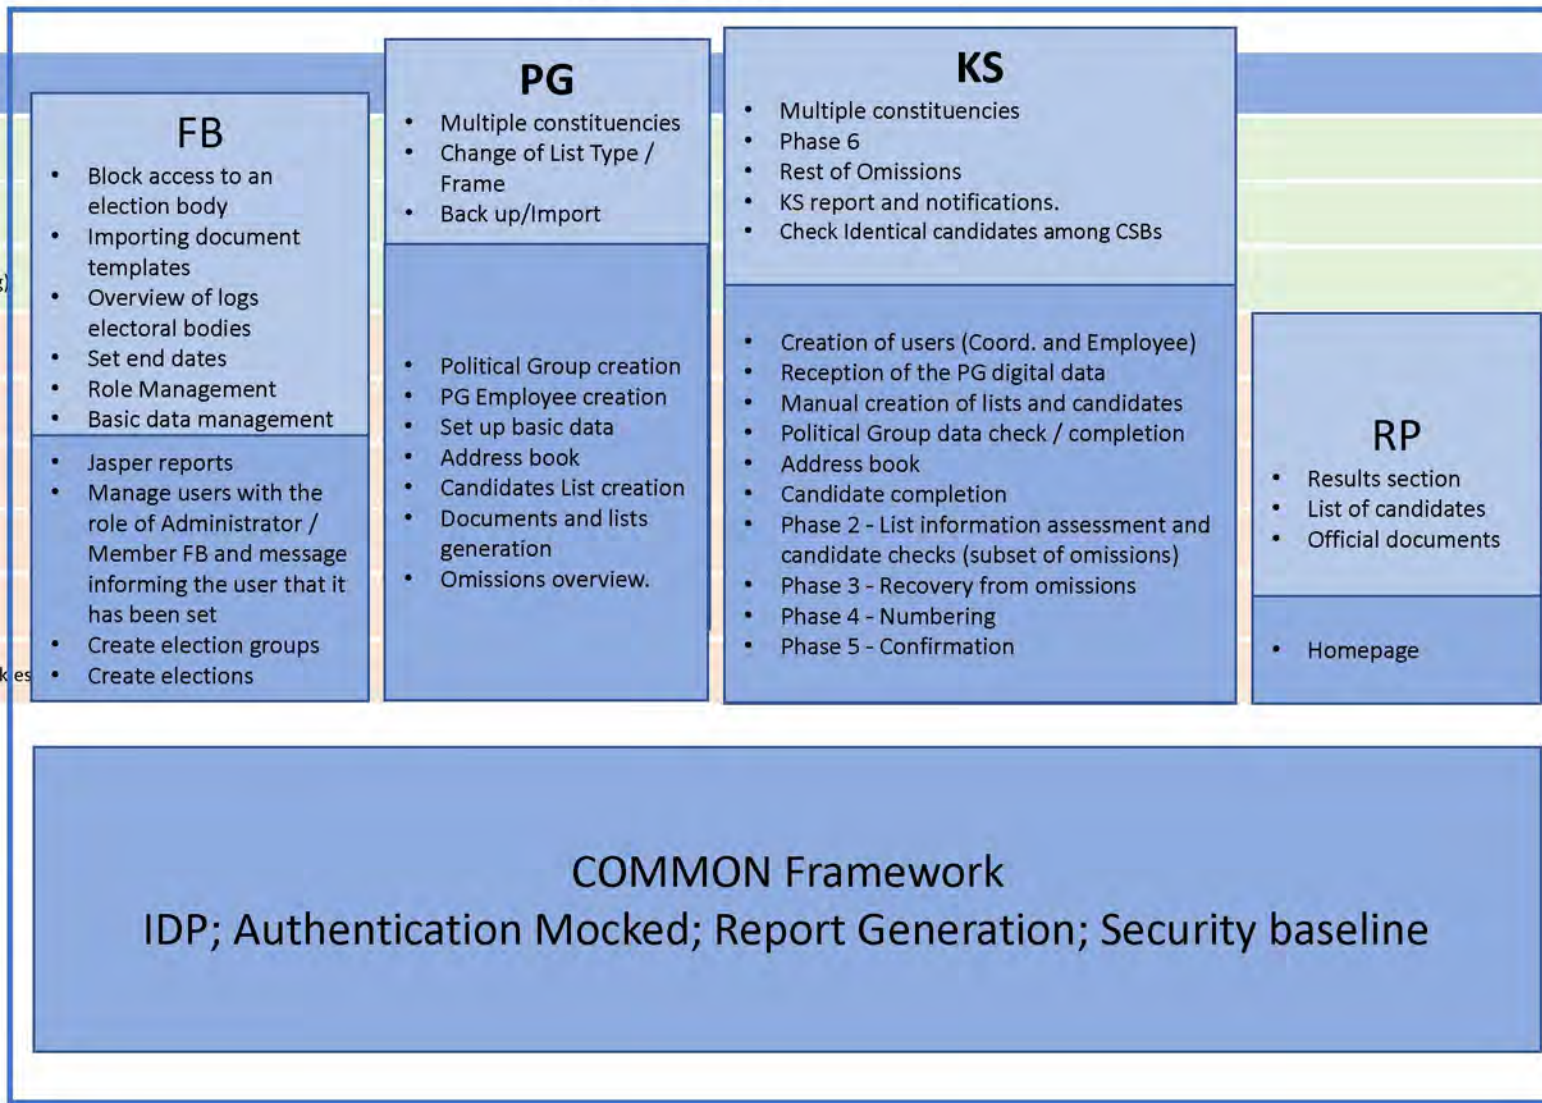 FB
• Block access to an
election body
• Importing document
templates
• Overview of logs
electoral bodies
• Set end dates
• Role Management
• Basic data management
• Jasper reports
• Manage users with the
role of Administrator /
Member FB and message
informing the user that it
has been set
• Create election groups
• Create elections
PG
• Multiple constituencies
• Change of List Type /
Frame
• Back up/Import
• Political Group creation
• PG Employee creation
• Set up basic data
• Address book
• Candidates List creation
• Documents and lists
generation
• Omissions overview.
KS
• Multiple constituencies
• Phase 6
• Rest of Omissions
• KS report and notifications.
• Check Identical candidates among CSBs
• Creation of users (Coord. and Employee)
• Reception of the PG digital data
• Manual creation of lists and candidates
• Political Group data check / completion
• Address book
• Candidate completion
• Phase 2 - List information assessment and
candidate checks (subset of omissions)
• Phase 3 - Recovery from omissions
• Phase 4 - Numbering
• Phase 5 - Confirmation
RP
• Results section
• List of candidates
• Official documents
• Homepage
COMMON Framework
IDP; Authentication Mocked; Report Generation; Security baseline